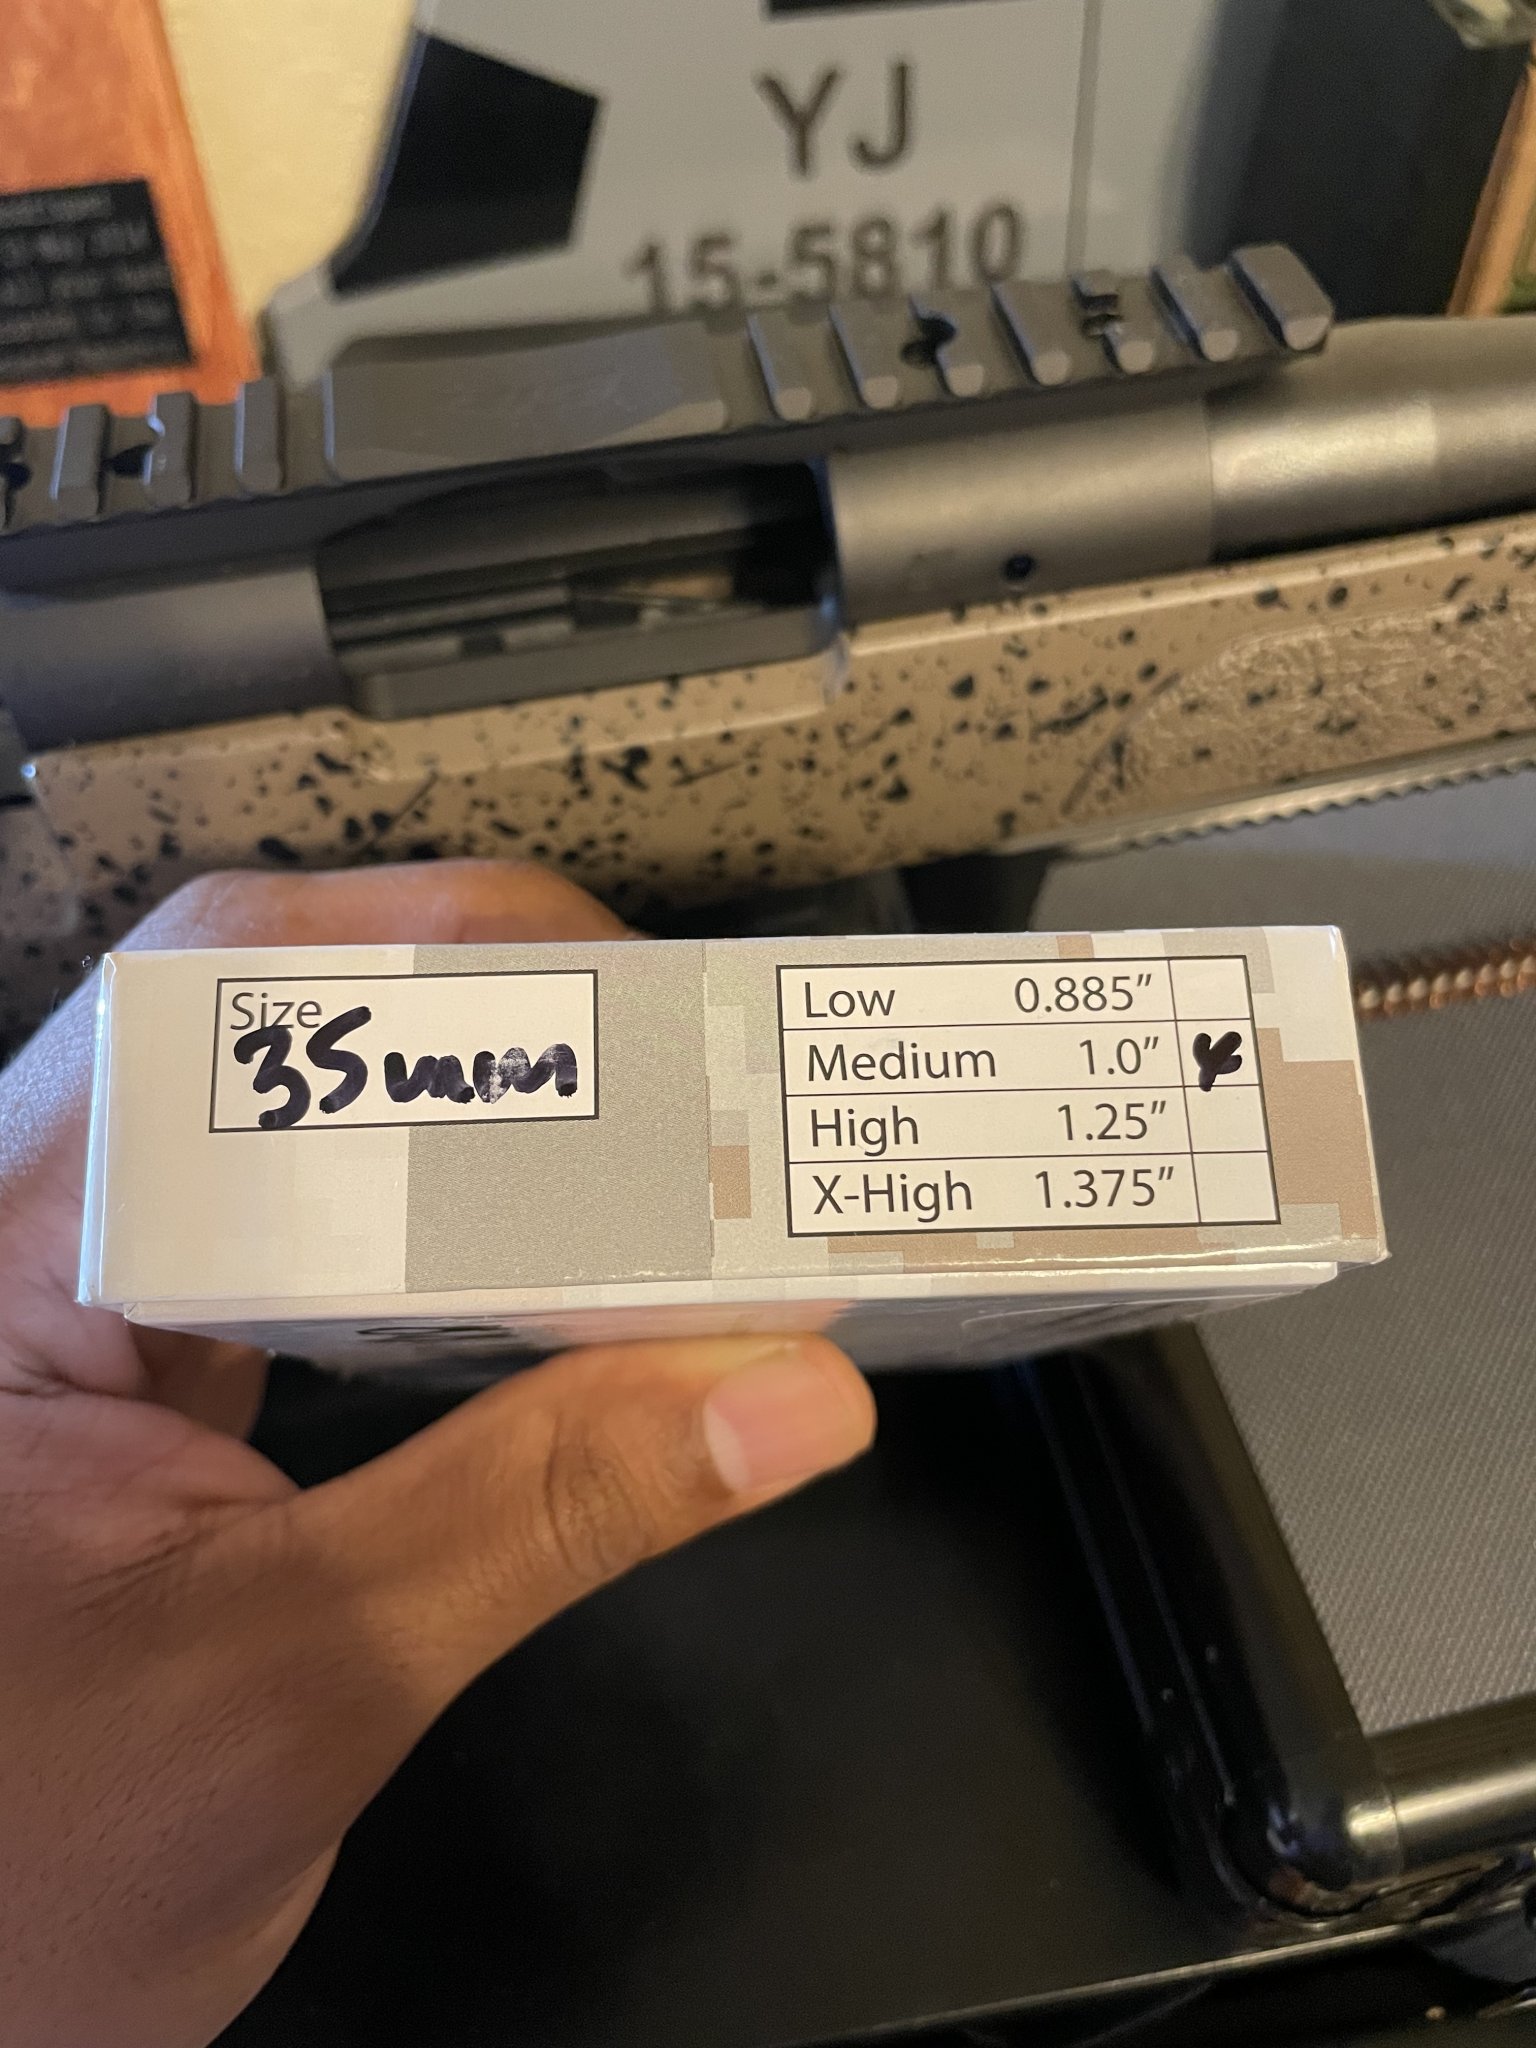 YJ
15-5810
Size
35mm
Low 0.885”
Medium 1.0”
High 1.25”
X-High 1.375”